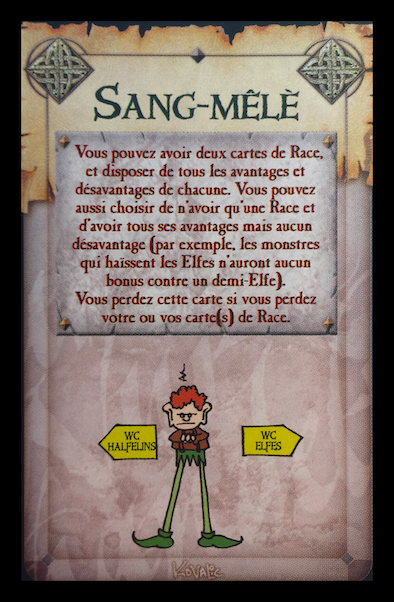 SANG-MÊLÈ
Vous pouvez avoir deux cartes de Race,
et disposer de tous les avantages et
désavantages de chacune. Vous pouvez
aussi choisir de n'avoir qu'une Race et
d'avoir tous ses avantages mais aucun
désavantage (par exemple, les monstres
qui haïssent les Elfes n'auront aucun
bonus contre un demi-Elfe).
Vous perdez cette carte si vous perdez
votre ou vos carte(s) de Race.
WC
HALFELINS
WC
ELFES
KOVALIC